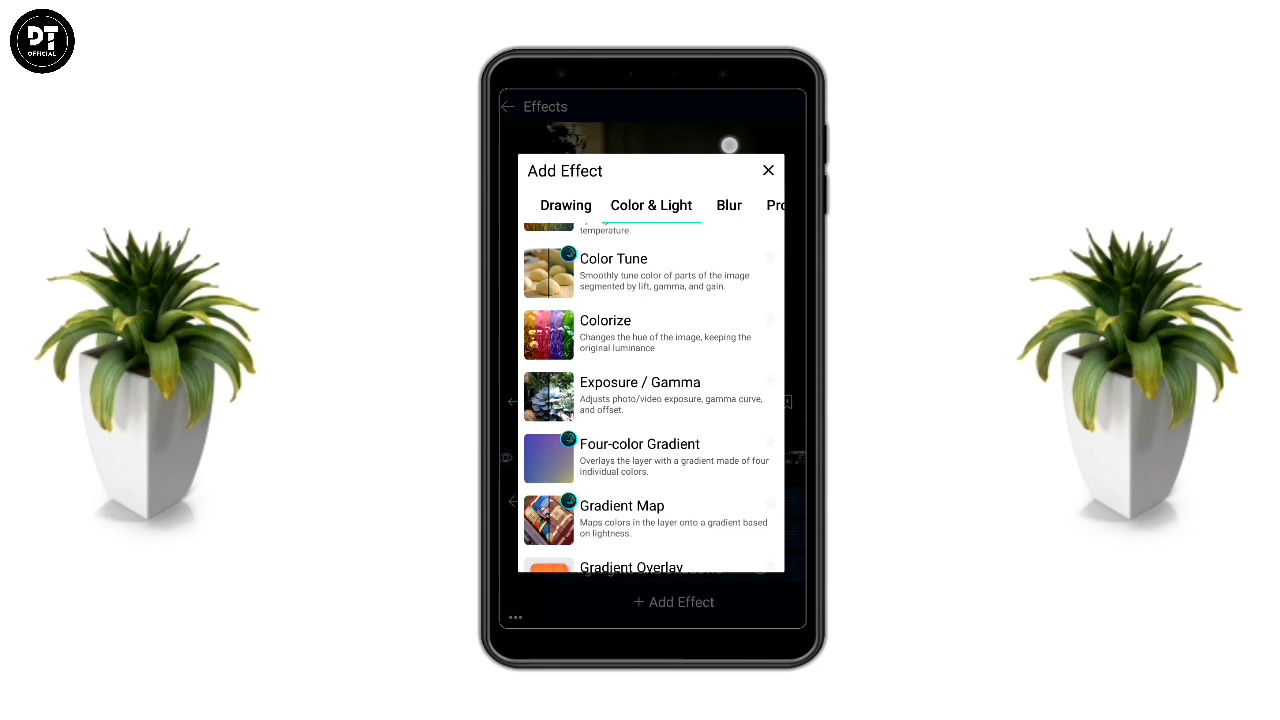 DT
OFFICIAL
Effects
Add Effect
Drawing Color & Light Blur Pro
temperature.
Color Tune
Smoothly tune color of parts of the image
segmented by lift, gamma, and gain.
Colorize
Changes the hue of the image, keeping the
original luminance
Exposure / Gamma
Adjusts photo/video exposure, gamma curve,
and offset.
Four-color Gradient
Overlays the layer with a gradient made of four
individual colors.
Gradient Map
Maps colors in the layer onto a gradient based
on lightness.
Gradient Overlay
+ Add Effect